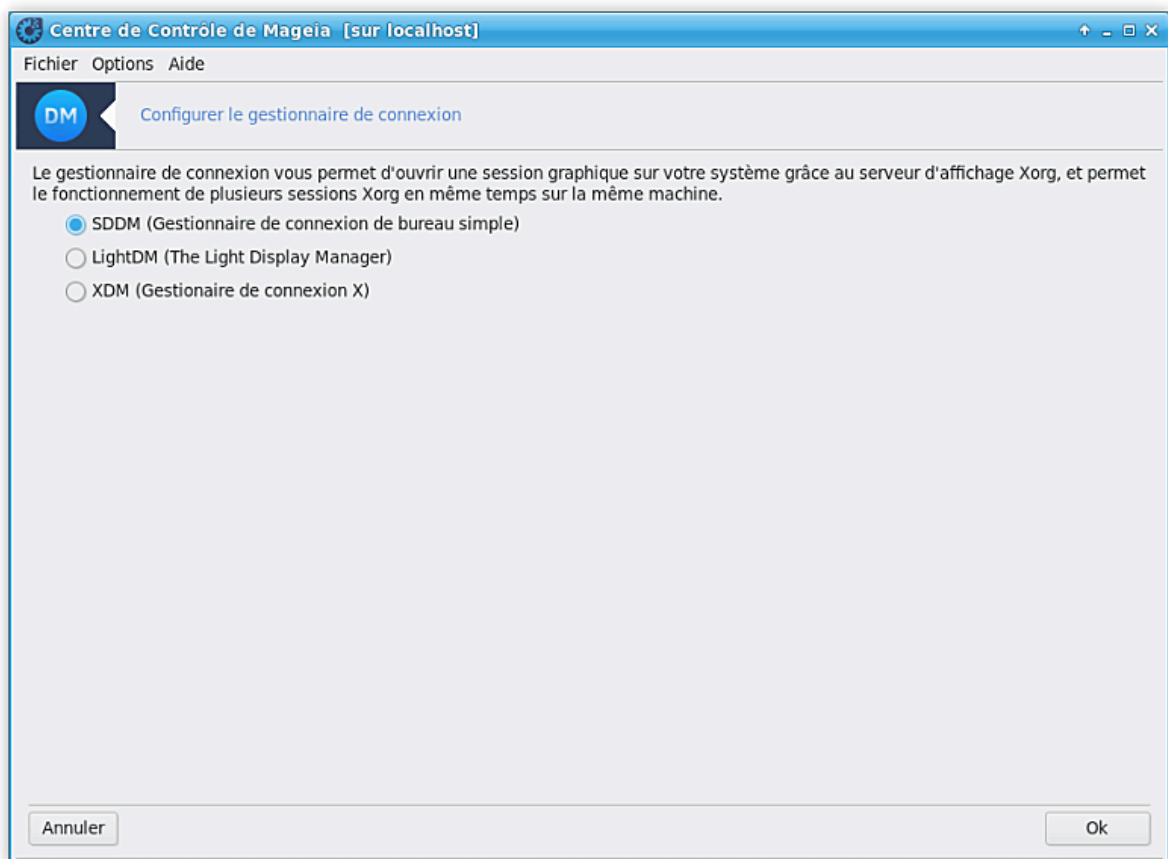 Centre de Contrôle de Mageia [sur localhost]
Fichier Options Aide
DM
Configurer le gestionnaire de connexion
Le gestionnaire de connexion vous permet d'ouvrir une session graphique sur votre système grâce au serveur d'affichage Xorg, et permet
le fonctionnement de plusieurs sessions Xorg en même temps sur la même machine.
SDDM (Gestionnaire de connexion de bureau simple)
LightDM (The Light Display Manager)
XDM (Gestionaire de connexion X)
Annuler Ok